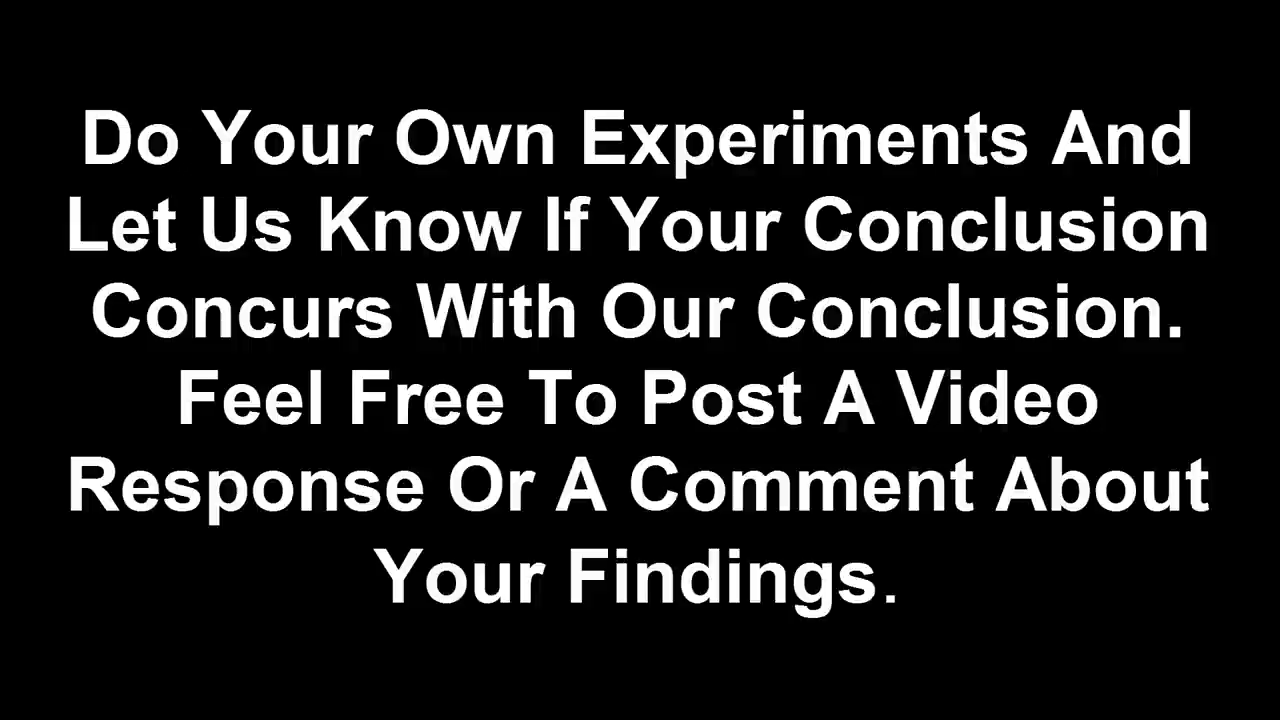 Do Your Own Experiments And
Let Us Know If Your Conclusion
Concurs With Our Conclusion.
Feel Free To Post A Video
Response Or A Comment About
Your Findings.